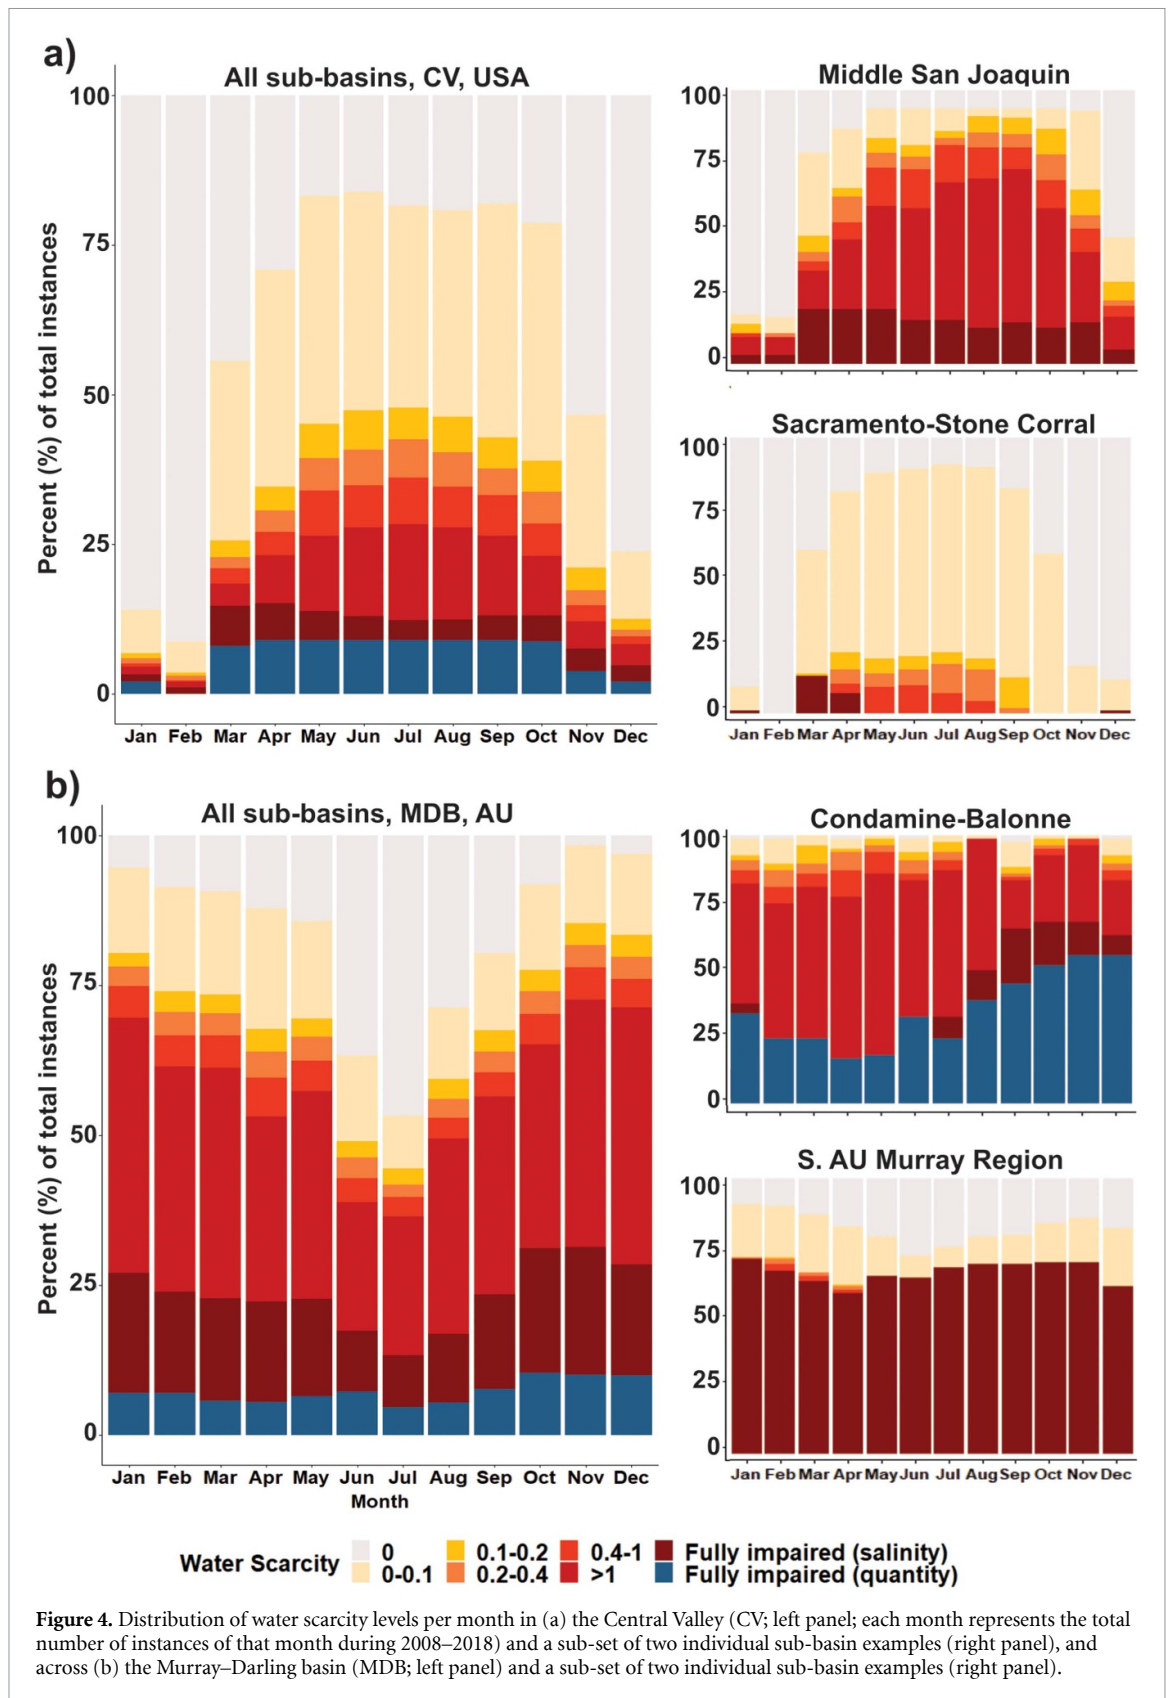 a)
All sub-basins, CV, USA
Percent (%) of total instances
100
75
50
25
0
Jan Feb Mar Apr May Jun Jul Aug Sep Oct Nov Dec
Middle San Joaquin
100
75
50
25
0
Sacramento-Stone Corral
100
75
50
25
0
Jan Feb Mar Apr May Jun Jul Aug Sep Oct Nov Dec
b)
All sub-basins, MDB, AU
Percent (%) of total instances
100
75
50
25
0
Jan Feb Mar Apr May Jun Jul Aug Sep Oct Nov Dec
Month
Condamine-Balonne
100
75
50
25
0
S. AU Murray Region
100
75
50
25
0
Jan Feb Mar Apr May Jun Jul Aug Sep Oct Nov Dec
Water Scarcity
0 0.1-0.2 0.4-1 Fully impaired (salinity)
0-0.1 0.2-0.4 >1 Fully impaired (quantity)
Figure 4. Distribution of water scarcity levels per month in (a) the Central Valley (CV; left panel; each month represents the total
number of instances of that month during 2008–2018) and a sub-set of two individual sub-basin examples (right panel), and
across (b) the Murray–Darling basin (MDB; left panel) and a sub-set of two individual sub-basin examples (right panel).